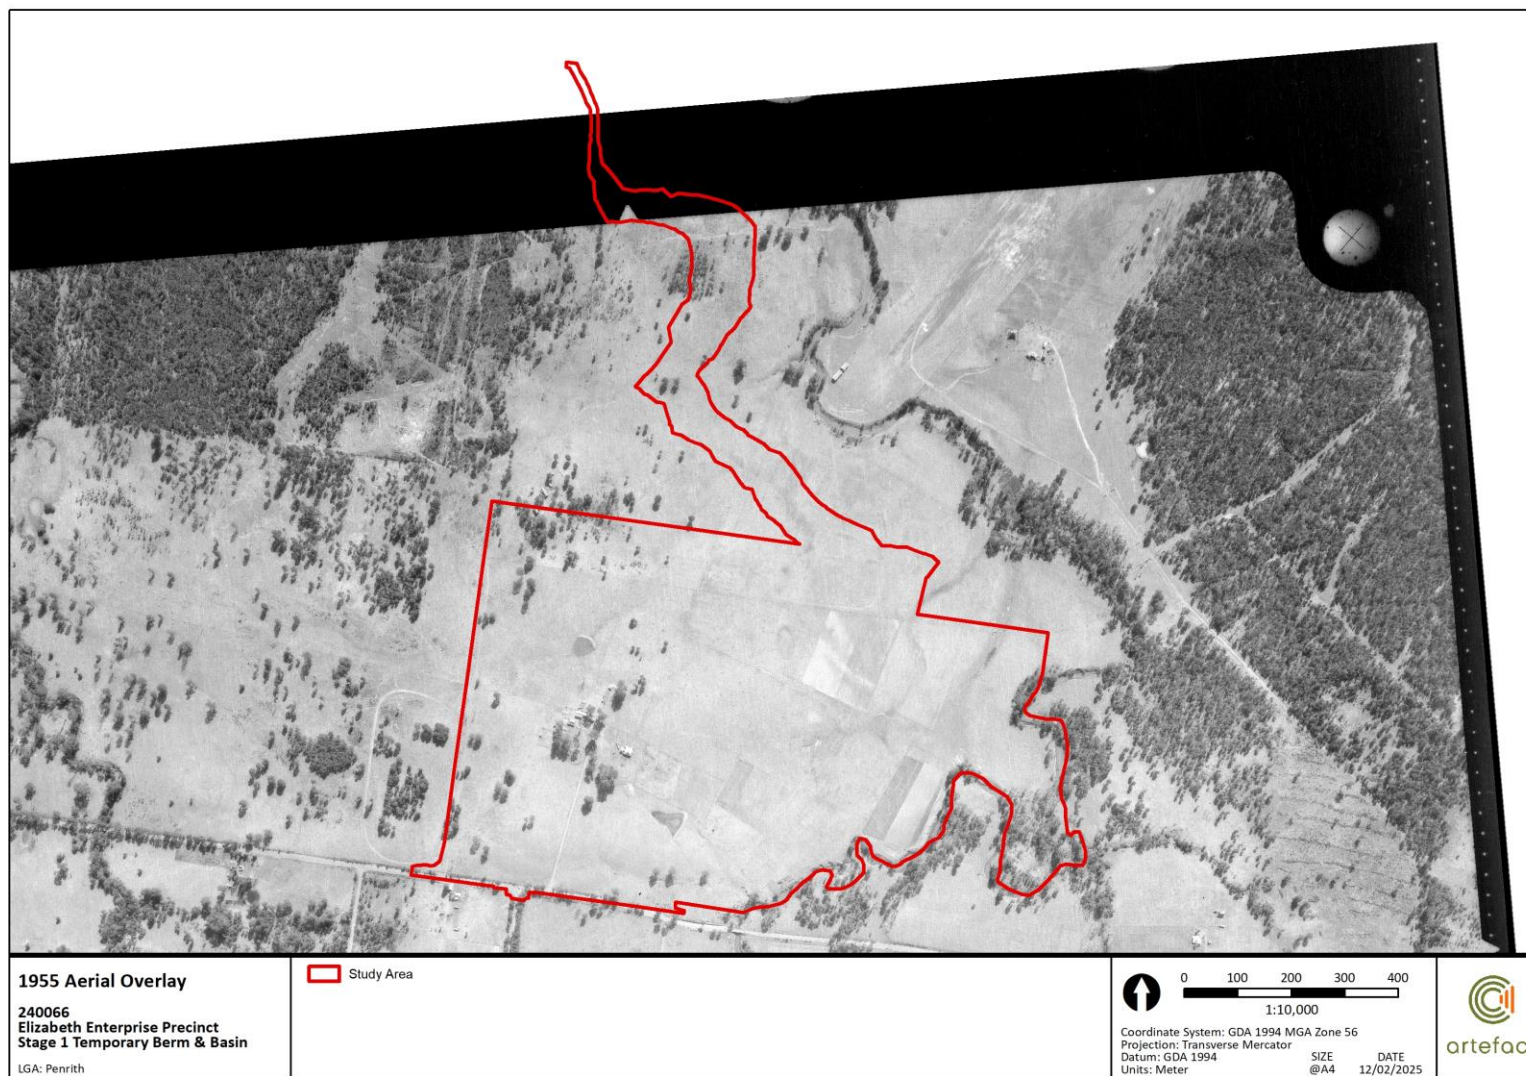 1955 Aerial Overlay
240066
Elizabeth Enterprise Precinct
Stage 1 Temporary Berm & Basin
LGA: Penrith
Study Area
0 100 200 300 400
1:10,000
Coordinate System: GDA 1994 MGA Zone 56
Projection: Transverse Mercator
Datum: GDA 1994
Units: Meter
SIZE
@A4
DATE
12/02/2025
artefac